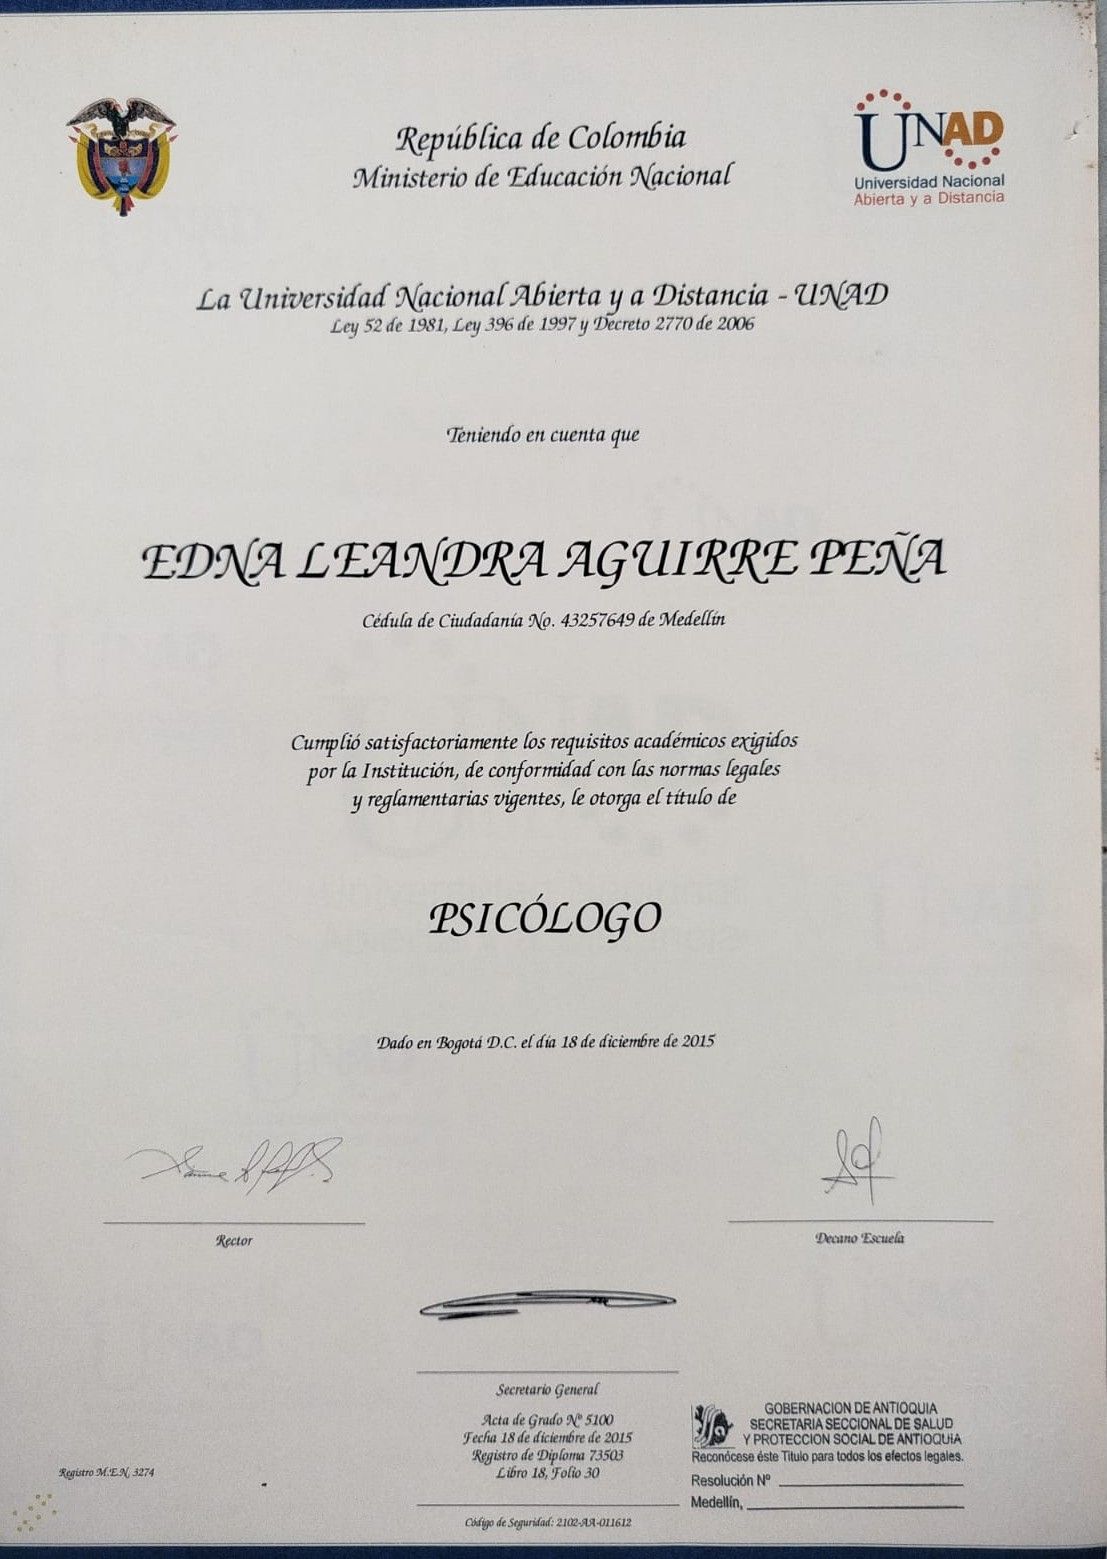 República de Colombia
Ministerio de Educación Nacional
UNAD
Universidad Nacional
Abierta y a Distancia
La Universidad Nacional Abierta y a Distancia - UNAD
Ley 52 de 1981, Ley 396 de 1997 y Decreto 2770 de 2006
Teniendo en cuenta que
EDNA LEANDRA AGUIRRE PEÑA
Cédula de Ciudadanía No. 43257649 de Medellín
Cumplió satisfactoriamente los requisitos académicos exigidos
por la Institución, de conformidad con las normas legales
y reglamentarias vigentes, le otorga el título de
PSICÓLOGO
Dado en Bogotá D.C. el día 18 de diciembre de 2015
Rector
Decano Escuela
Secretario General
Acta de Grado Nº 5100
Fecha 18 de diciembre de 2015
Registro de Diploma 73503
Libro 18, Folio 30
Código de Seguridad: 2102-AA-011612
Registro M.E.N. 3274
GOBERNACION DE ANTIOQUIA
SECRETARIA SECCIONAL DE SALUD
Y PROTECCION SOCIAL DE ANTIOQUIA
Reconócese éste Titulo para todos los efectos legales.
Resolución Nº
Medellín,